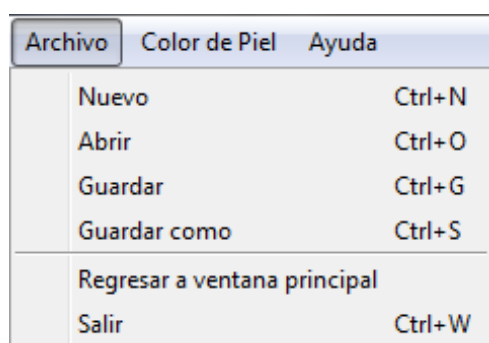 Archivo Color de Piel Ayuda
Nuevo Ctrl+N
Abrir Ctrl+O
Guardar Ctrl+G
Guardar como Ctrl+S
Regresar a ventana principal
Salir Ctrl+W